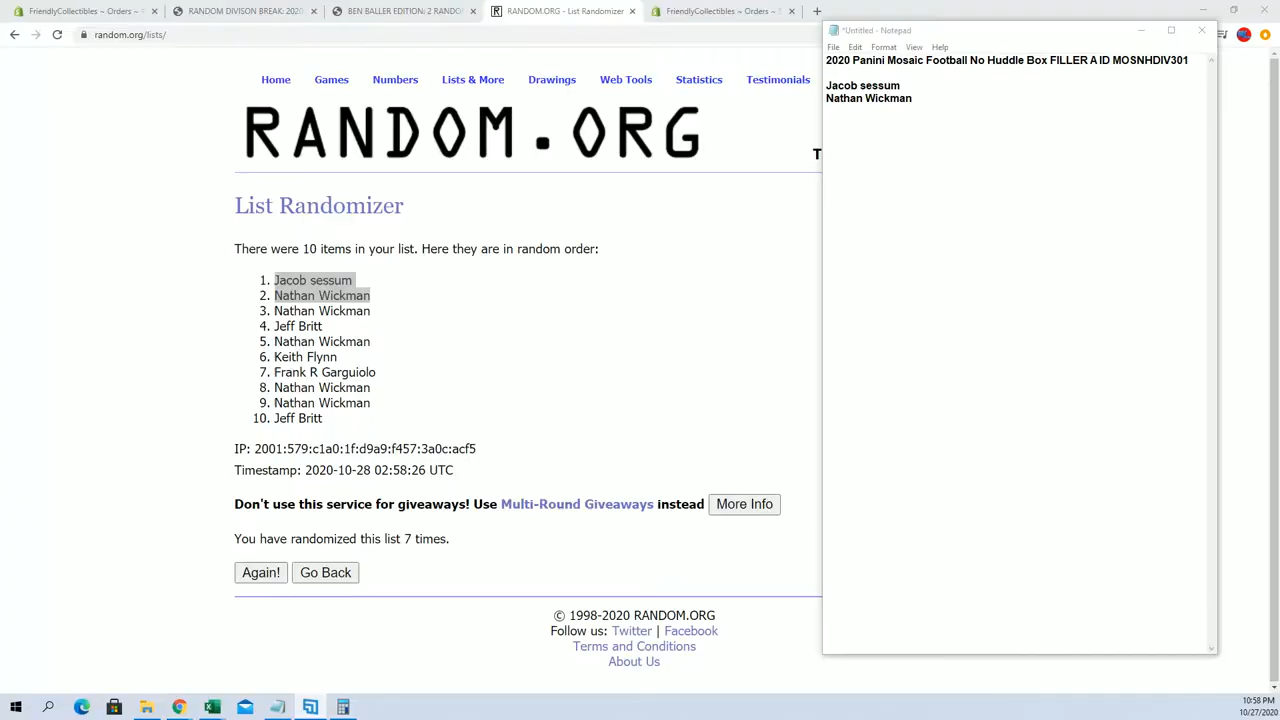 FriendlyCollectibles ~ Orders ~ S
RANDOM DIVISON BREAK: 2020
BEN BALLER EDITION: 2 RANDOM
RANDOM.ORG - List Randomizer
FriendlyCollectibles ~ Orders ~ S
random.org/lists/
Home Games Numbers Lists & More Drawings Web Tools Statistics Testimonials
RANDOM.ORG
T
List Randomizer
There were 10 items in your list. Here they are in random order:
1. Jacob sessum
2. Nathan Wickman
3. Nathan Wickman
4. Jeff Britt
5. Nathan Wickman
6. Keith Flynn
7. Frank R Garguiolo
8. Nathan Wickman
9. Nathan Wickman
10. Jeff Britt
IP: 2001:579:c1a0:1f:d9a9:f457:3a0c:acf5
Timestamp: 2020-10-28 02:58:26 UTC
Don't use this service for giveaways! Use Multi-Round Giveaways instead More Info
You have randomized this list 7 times.
Again! Go Back
© 1998-2020 RANDOM.ORG
Follow us: Twitter | Facebook
Terms and Conditions
About Us
*Untitled - Notepad
File Edit Format View Help
2020 Panini Mosaic Football No Huddle Box FILLER A ID MOSNHDIV301
Jacob sessum
Nathan Wickman
10:58 PM
10/27/2020